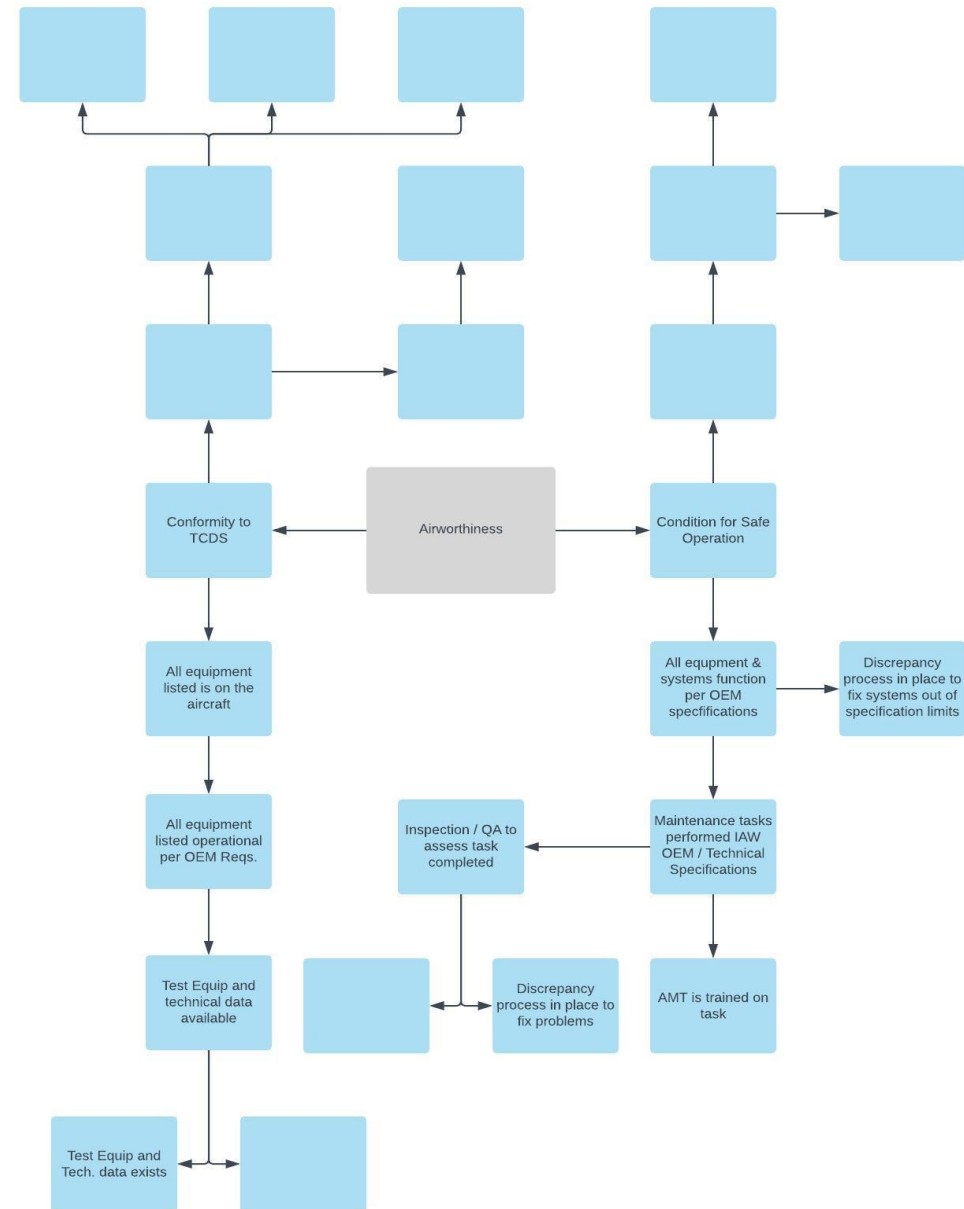 Conformity to
TCDS
Airworthiness
Condition for Safe
Operation
All equipment
listed is on the
aircraft
All equpment &
systems function
per OEM
specfifications
Discrepancy
process in place to
fix systems out of
specification limits
All equipment
listed operational
per OEM Reqs.
Inspection / QA to
assess task
completed
Maintenance tasks
performed IAW
OEM / Technical
Specifications
Test Equip and
technical data
available
Discrepancy
process in place to
fix problems
AMT is trained on
task
Test Equip and
Tech. data exists